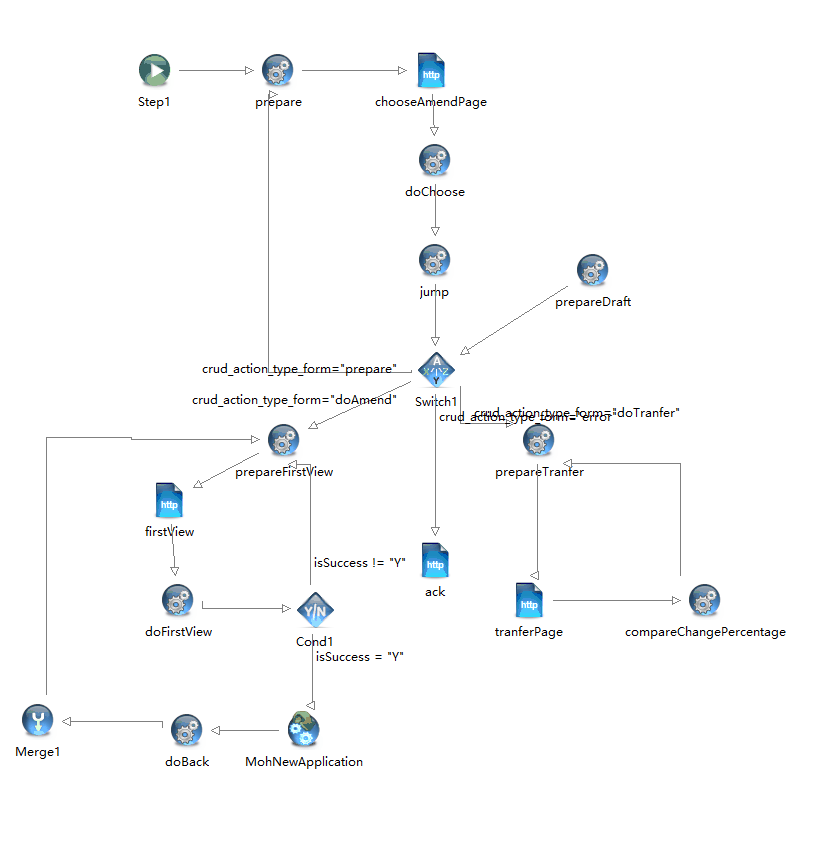 http
Step1
prepare
chooseAmendPage
doChoose
jump
prepareDraft
A
X
Z
Y
crud_action_type_form="prepare"
crud_action_type_form="doAmend"
Switch1
crud_action_type_form="doTranfer"
crud_action_type_form="error"
prepareFirstView
prepareTranfer
http
firstView
isSuccess != "Y"
http
ack
http
doFirstView
Y/N
Cond1
tranferPage
compareChangePercentage
isSuccess = "Y"
Merge1
doBack
MohNewApplication